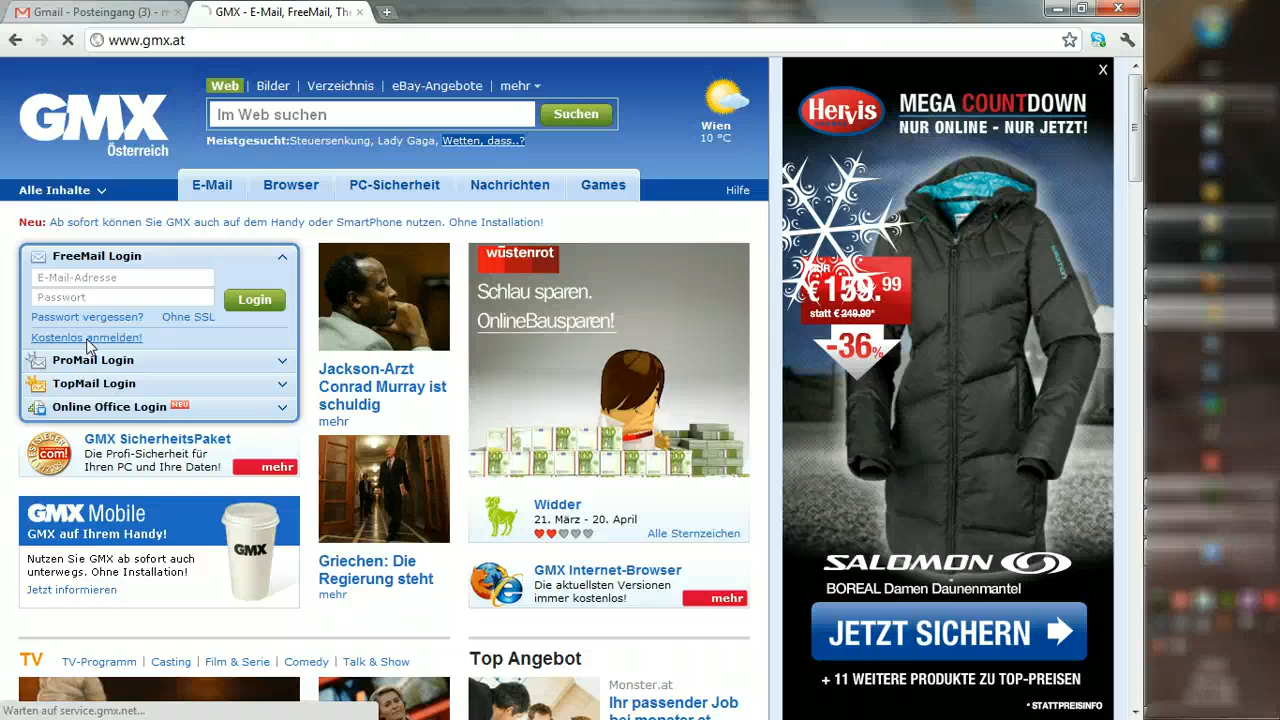 Gmail - Posteingang (3) - m
GMX - E-Mail, FreeMail, The
www.gmx.at
GMX
Österreich
Web | Bilder | Verzeichnis | eBay-Angebote | mehr
Im Web suchen
Suchen
Meistgesucht:Steuersenkung, Lady Gaga, Wetten, dass..?
Wien
10 °C
Alle Inhalte
E-Mail
Browser
PC-Sicherheit
Nachrichten
Games
Hilfe
Neu: Ab sofort können Sie GMX auch auf dem Handy oder SmartPhone nutzen. Ohne Installation!
FreeMail Login
E-Mail-Adresse
Passwort
Login
Passwort vergessen?
Ohne SSL
Kostenlos anmelden!
ProMail Login
TopMail Login
Online Office Login NEU
TESTSIEGER
com!
GMX SicherheitsPaket
Die Profi-Sicherheit für
Ihren PC und Ihre Daten!
mehr
GMX Mobile
GMX auf Ihrem Handy!
Nutzen Sie GMX ab sofort auch
unterwegs. Ohne Installation!
Jetzt informieren
GMX
Jackson-Arzt
Conrad Murray ist
schuldig
mehr
Griechen: Die
Regierung steht
mehr
wüstenrot
Schlau sparen.
OnlineBausparen!
Widder
21. März - 20. April
Alle Sternzeichen
GMX Internet-Browser
Die aktuellsten Versionen
immer kostenlos!
mehr
TV
TV-Programm | Casting | Film & Serie | Comedy | Talk & Show
Top Angebot
Monster.at
Ihr passender Job
bei monster.at
X
Hervis
MEGA COUNTDOWN
NUR ONLINE - NUR JETZT!
salomon
NUR
€ 159.99
statt € 249.99*
-36%
SALOMON
BOREAL Damen Daunenmantel
JETZT SICHERN
+ 11 WEITERE PRODUKTE ZU TOP-PREISEN
* STATTPREISINFO
Warten auf service.gmx.net...